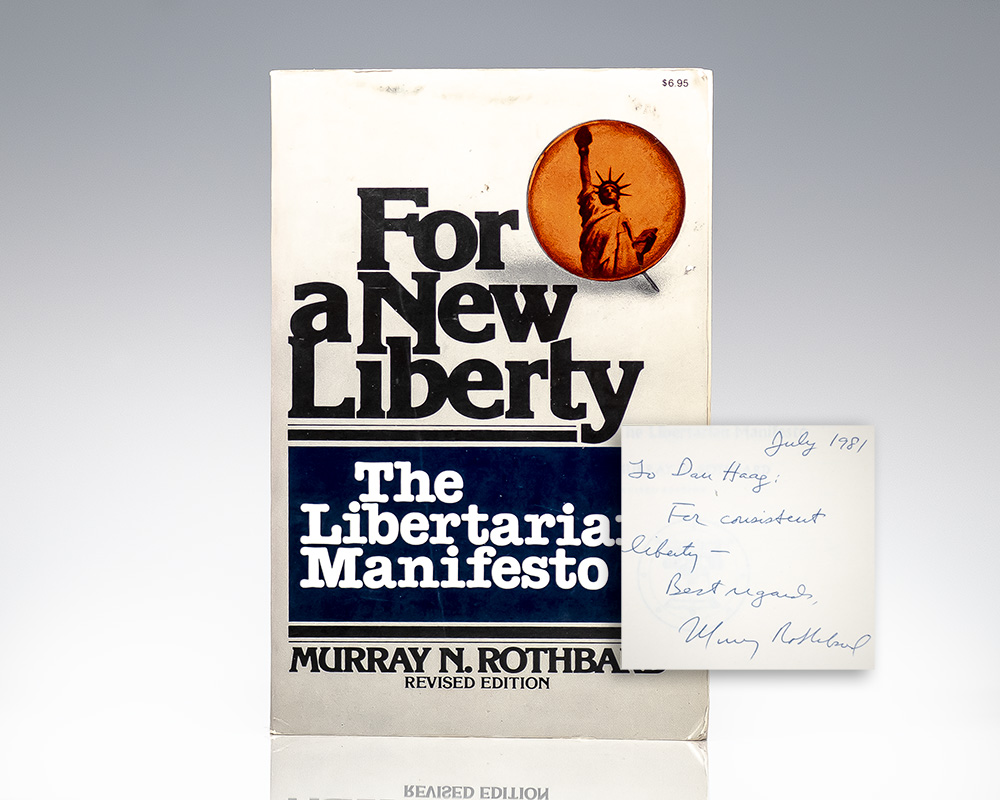 $6.95
For
a New
Liberty
The
Libertaria
Manifesto
MURRAY N. ROTHBARD
REVISED EDITION
July 1981
To Dan Haag:
For consistent
liberty —
Best regards,
Murray Rothbard
REVISED EDITION